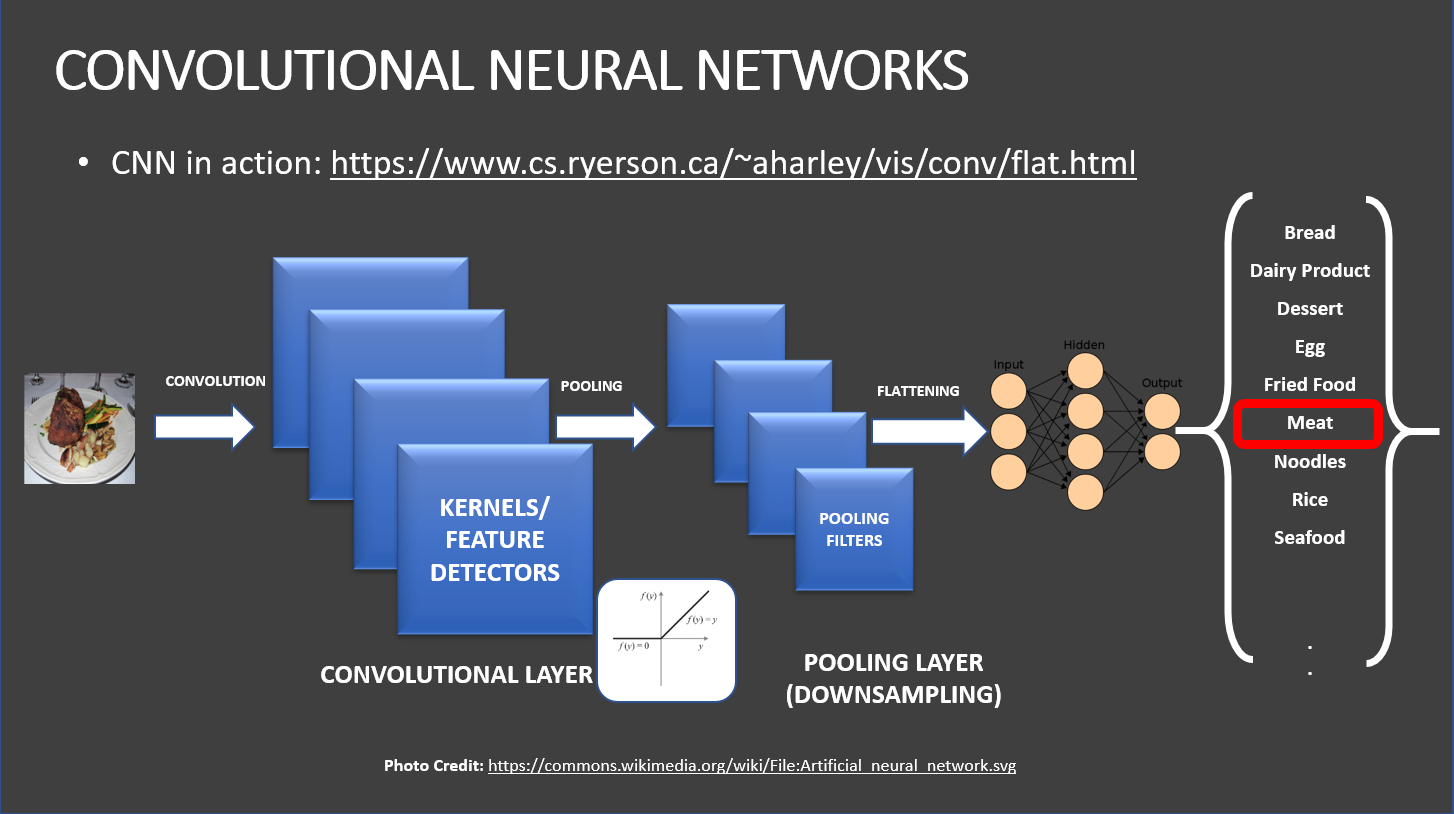 CONVOLUTIONAL NEURAL NETWORKS
• CNN in action: https://www.cs.ryerson.ca/~aharley/vis/conv/flat.html
CONVOLUTION
KERNELS/
FEATURE
DETECTORS
CONVOLUTIONAL LAYER
f(y)
f(y) = y
f(y) = 0
y
POOLING
POOLING
FILTERS
POOLING LAYER
(DOWNSAMPLING)
FLATTENING
Input
Hidden
Output
Bread
Dairy Product
Dessert
Egg
Fried Food
Meat
Noodles
Rice
Seafood
.
.
Photo Credit: https://commons.wikimedia.org/wiki/File:Artificial_neural_network.svg